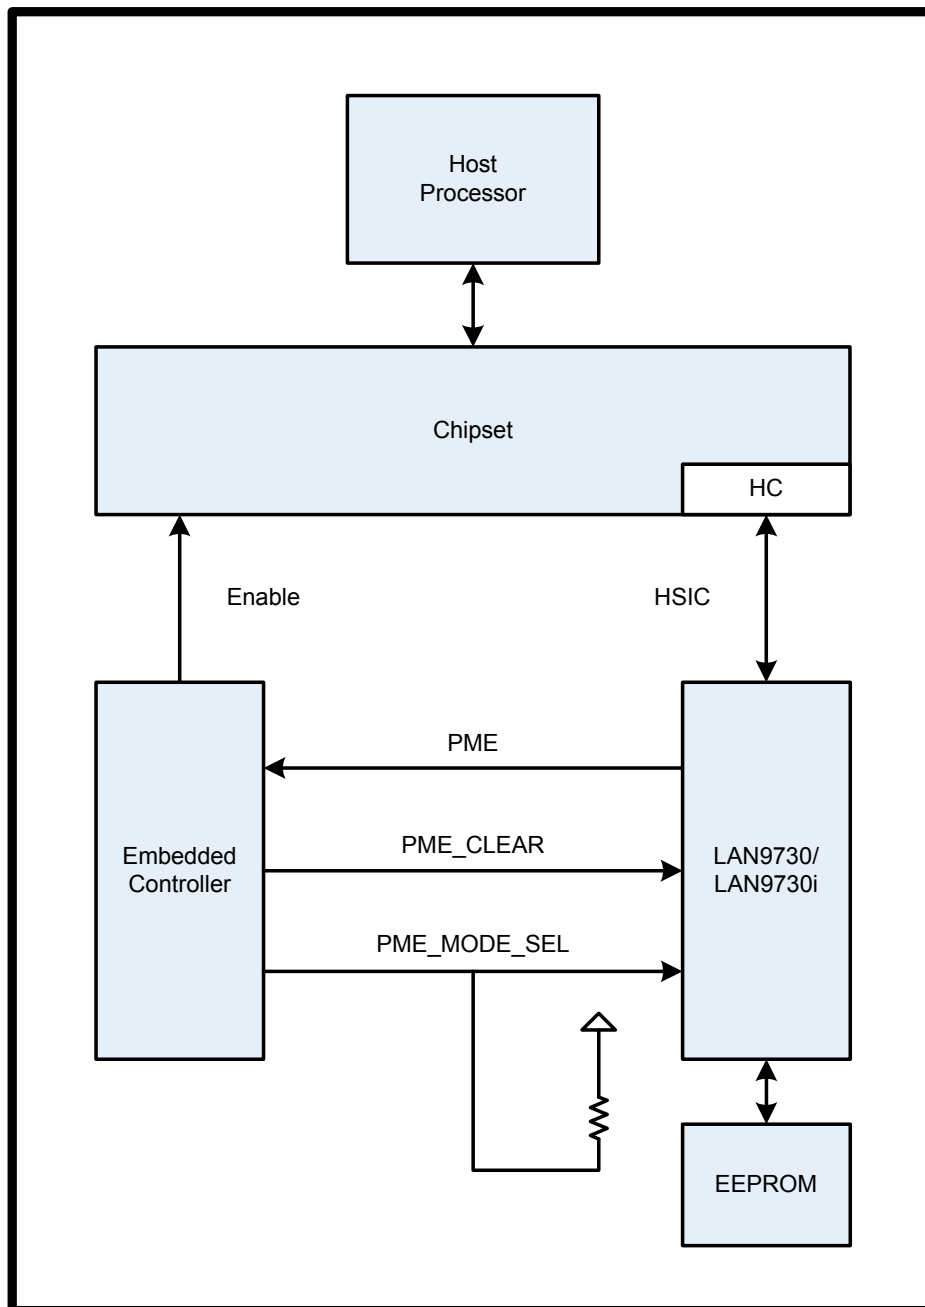 Host
Processor
Chipset
HC
Enable
HSIC
PME
PME_CLEAR
Embedded
Controller
LAN9730/
LAN9730i
PME_MODE_SEL
EEPROM